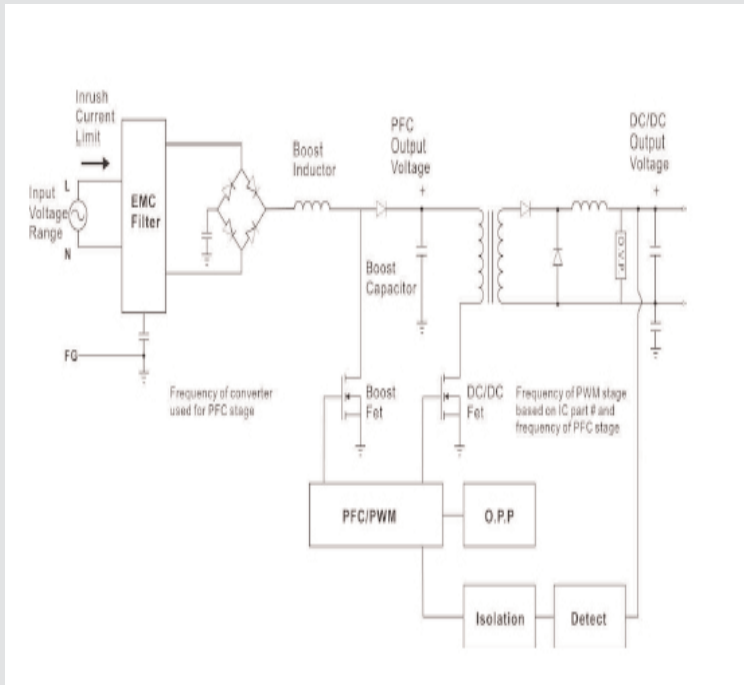 Inrush
Current
Limit
PFC
Output
Voltage
+
DC/DC
Output
Voltage
+
Boost
Inductor
Input
Voltage
Range
L
N
EMC
Filter
O.V.P
Boost
Capacitor
FG
Frequency of converter
used for PFC stage
Boost
Fet
DC/DC
Fet
Frequency of PWM stage
based on IC part # and
frequency of PFC stage
PFC/PWM
O.P.P
Isolation
Detect